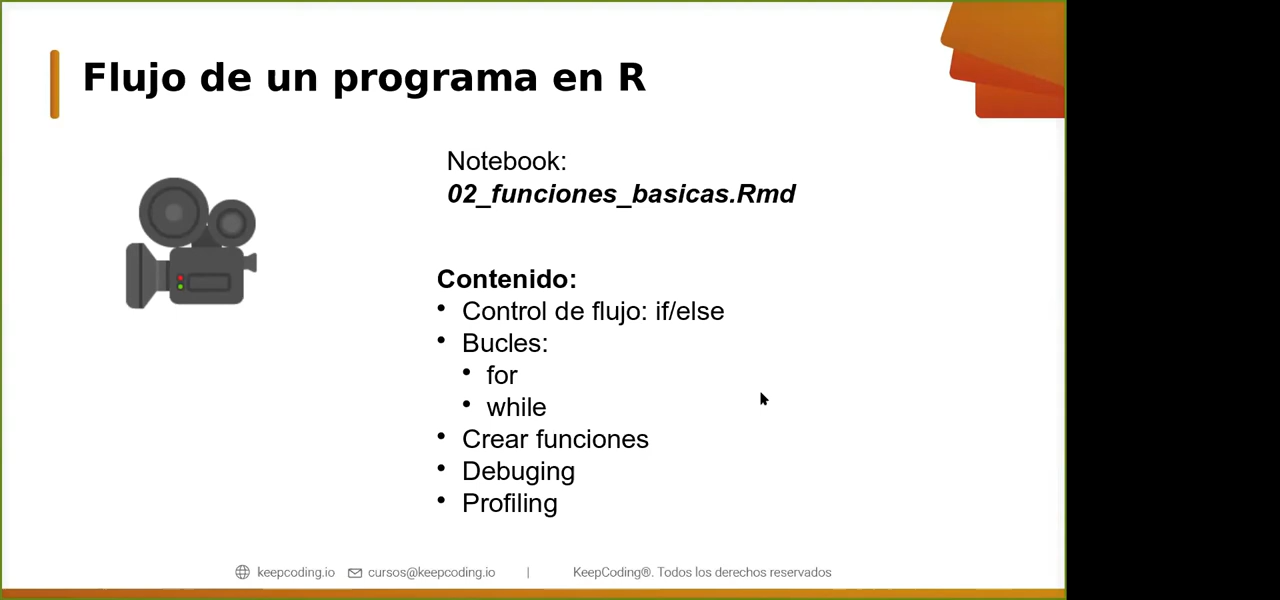 Flujo de un programa en R
Notebook:
02_funciones_basicas.Rmd
Contenido:
• Control de flujo: if/else
• Bucles:
• for
• while
• Crear funciones
• Debuging
• Profiling
keepcoding.io cursos@keepcoding.io | KeepCoding®. Todos los derechos reservados